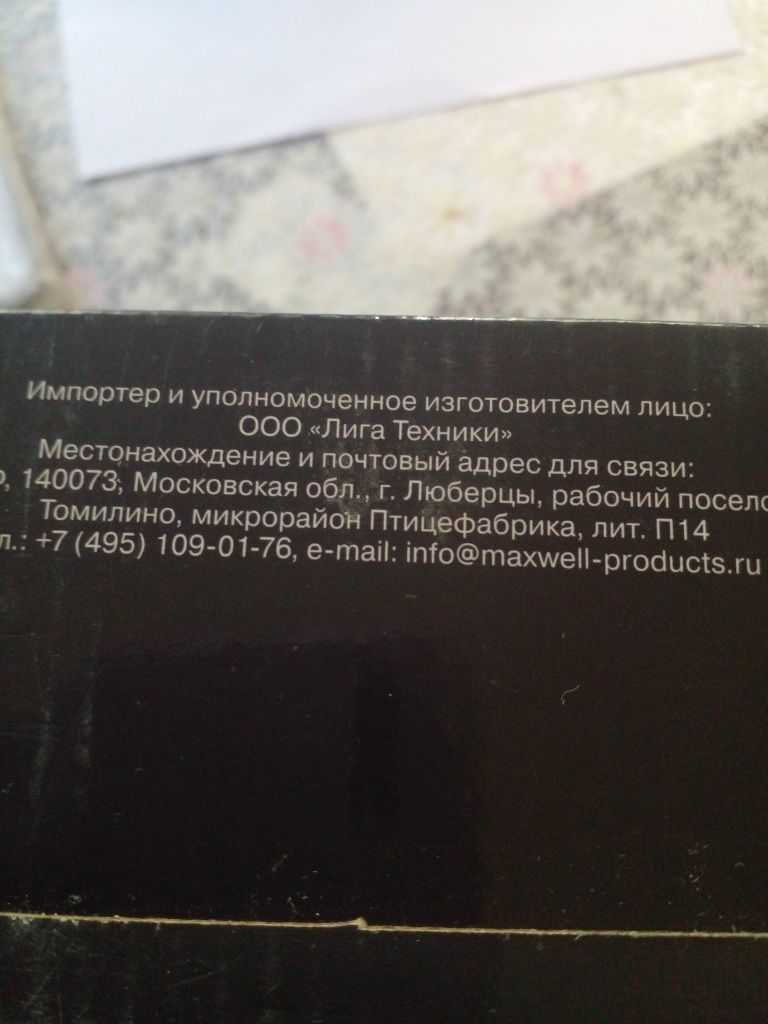 Импортер и уполномоченное изготовителем лицо:
ООО «Лига Техники»
Местонахождение и почтовый адрес для связи:
140073, Московская обл., г. Люберцы, рабочий
Томилино, микрорайон Птицефабрика, лит. П14
+7 (495) 109-01-76, e-mail: info@maxwell-products.ru